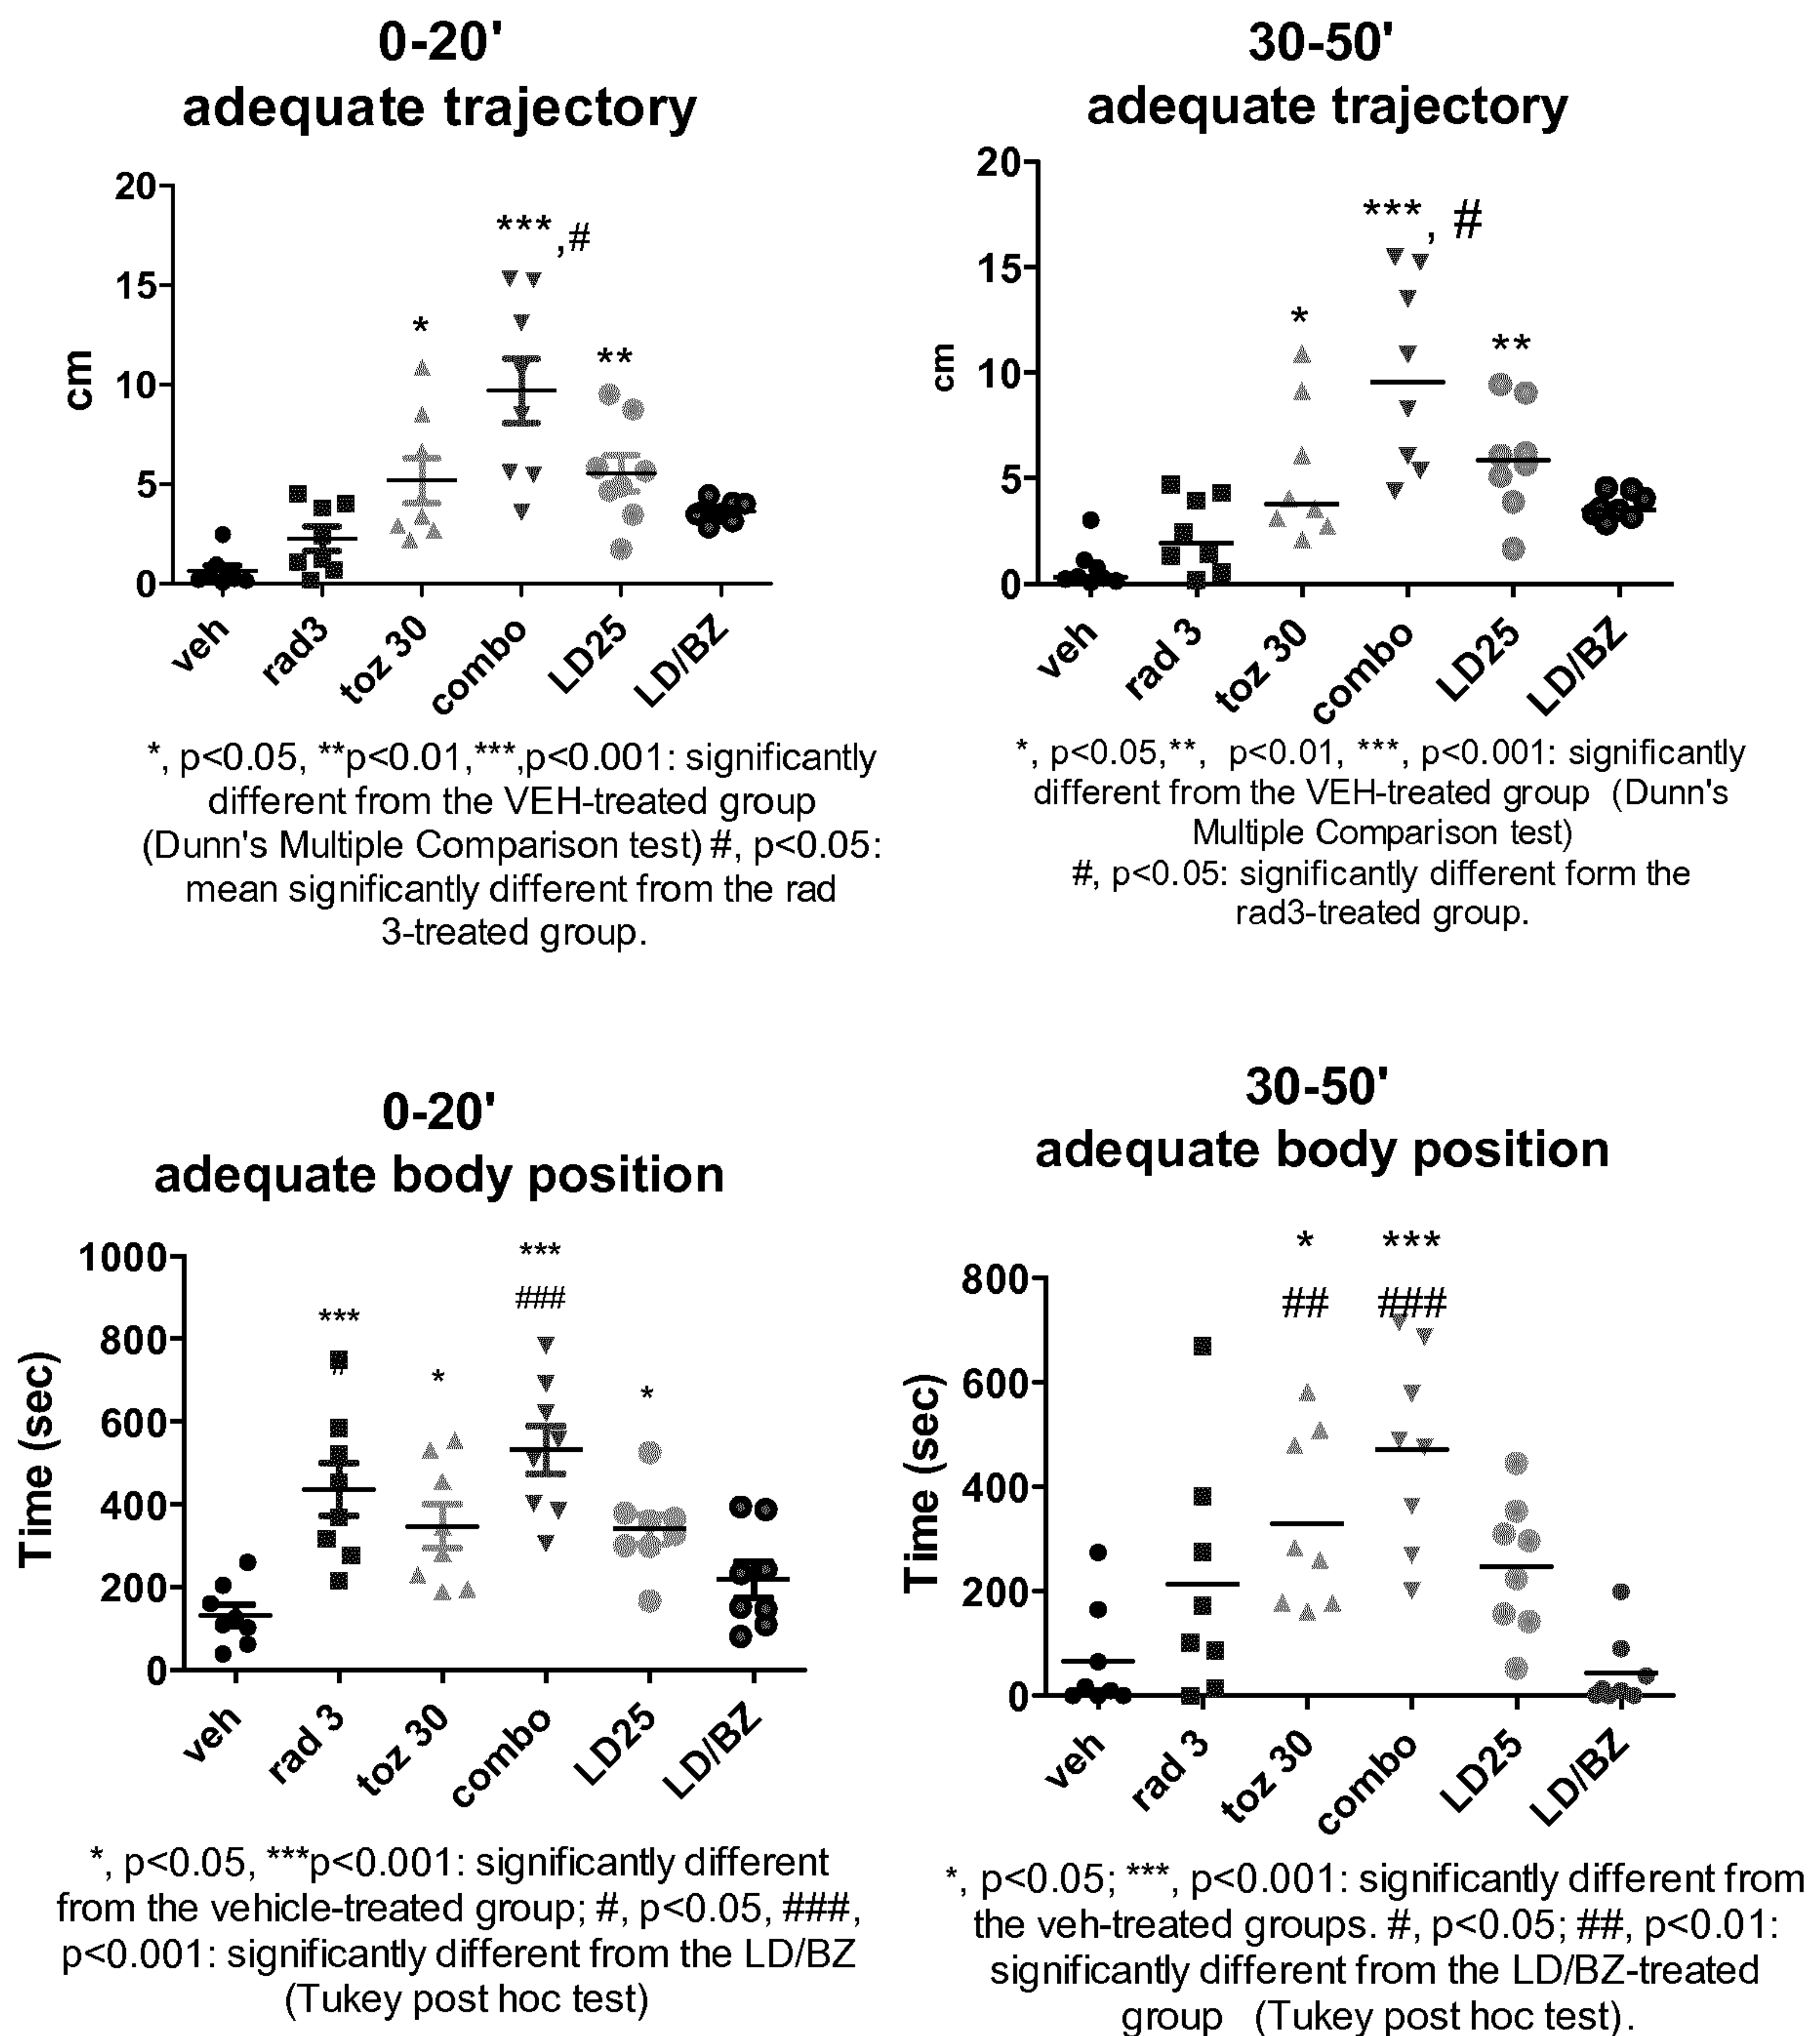 0-20'
adequate trajectory
20
15
10
5
0
cm
***,#
*
**
veh
rad3
toz 30
combo
LD25
LD/BZ
*, p<0.05, **p<0.01,***,p<0.001: significantly
different from the VEH-treated group
(Dunn's Multiple Comparison test) #, p<0.05:
mean significantly different from the rad
3-treated group.
30-50'
adequate trajectory
20
15
10
5
0
cm
***, #
*
**
veh
rad 3
toz 30
combo
LD25
LD/BZ
*, p<0.05,**, p<0.01, ***, p<0.001: significantly
different from the VEH-treated group (Dunn's
Multiple Comparison test)
#, p<0.05: significantly different form the
rad3-treated group.
0-20'
adequate body position
1000
800
600
400
200
0
Time (sec)
***
###
***
#
*
*
veh
rad 3
toz 30
combo
LD25
LD/BZ
*, p<0.05, ***p<0.001: significantly different
from the vehicle-treated group; #, p<0.05, ###,
p<0.001: significantly different from the LD/BZ
(Tukey post hoc test)
30-50'
adequate body position
800
600
400
200
0
Time (sec)
* ***
## ###
veh
rad 3
toz 30
combo
LD25
LD/BZ
*, p<0.05; ***, p<0.001: significantly different from
the veh-treated groups. #, p<0.05; ##, p<0.01:
significantly different from the LD/BZ-treated
group (Tukey post hoc test).